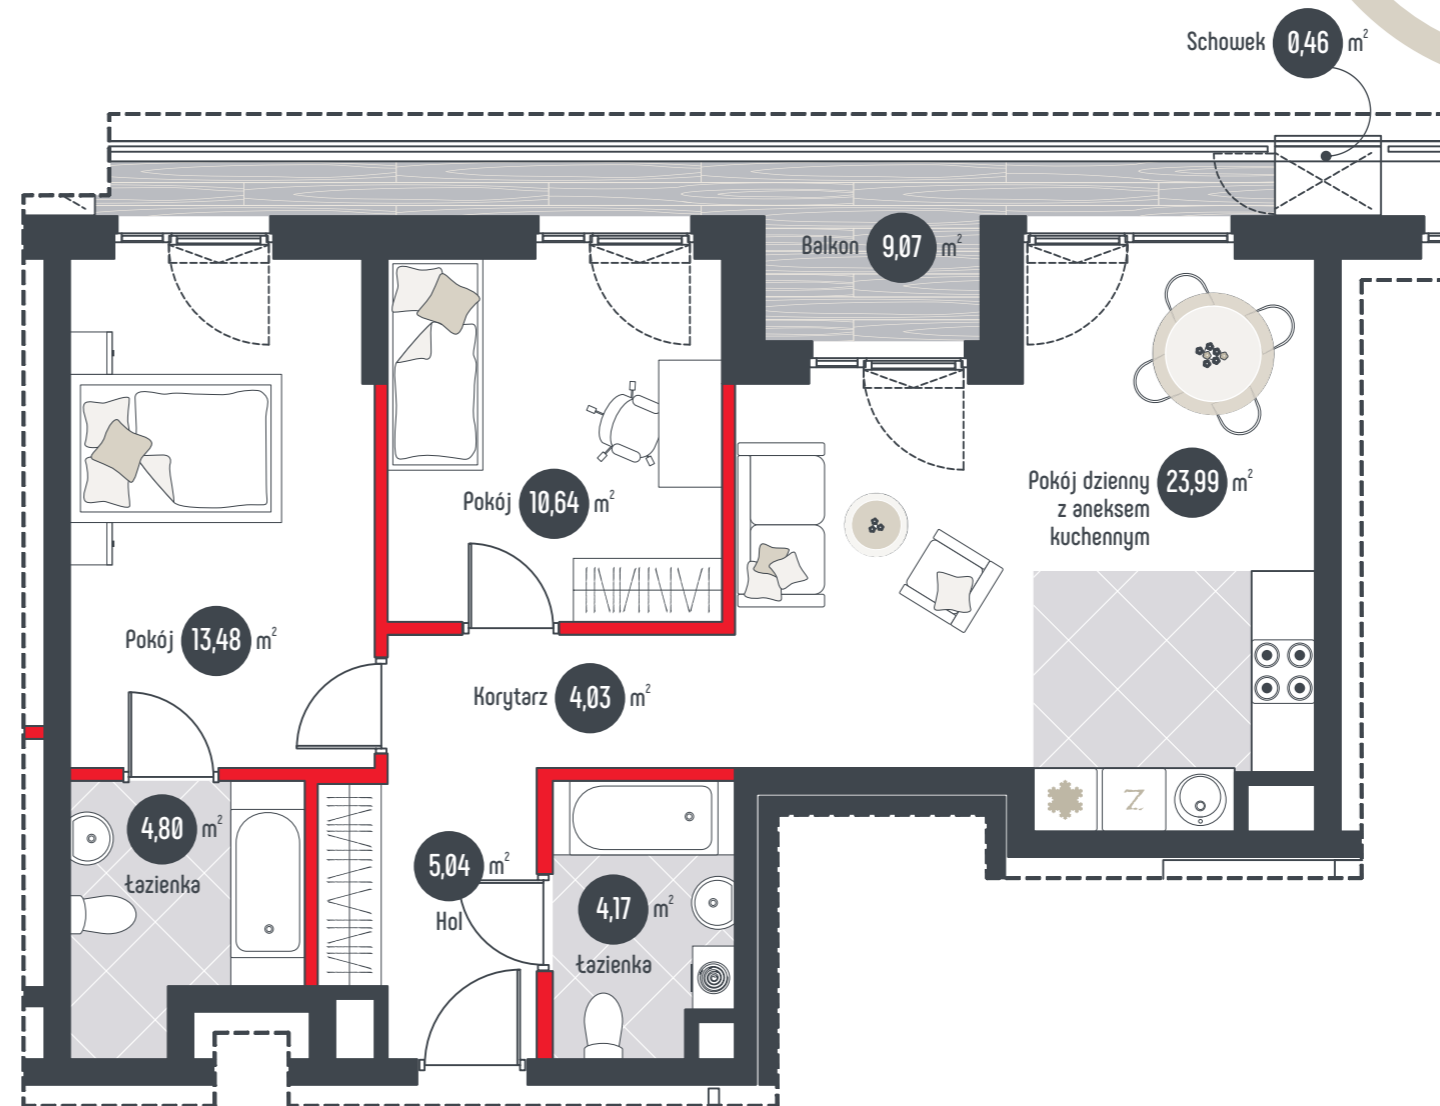 Schowek 0,46 m²
Balkon 9,07 m²
Pokój dzienny 23,99 m²
z aneksem
kuchennym
Pokój 10,64 m²
Pokój 13,48 m²
Korytarz 4,03 m²
Z
4,80 m²
Łazienka
5,04 m²
Hol
4,17 m²
Łazienka